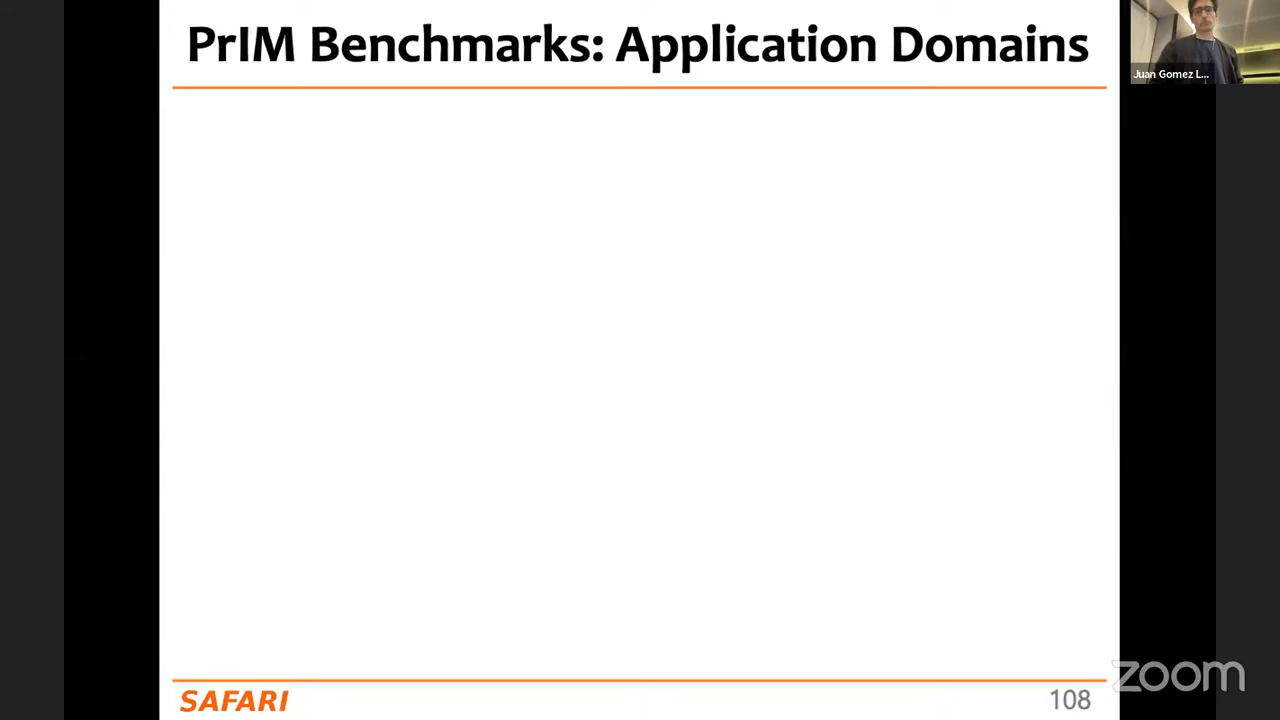 PrIM Benchmarks: Application Domains
Juan Gomez L...
SAFARI
108
zoom